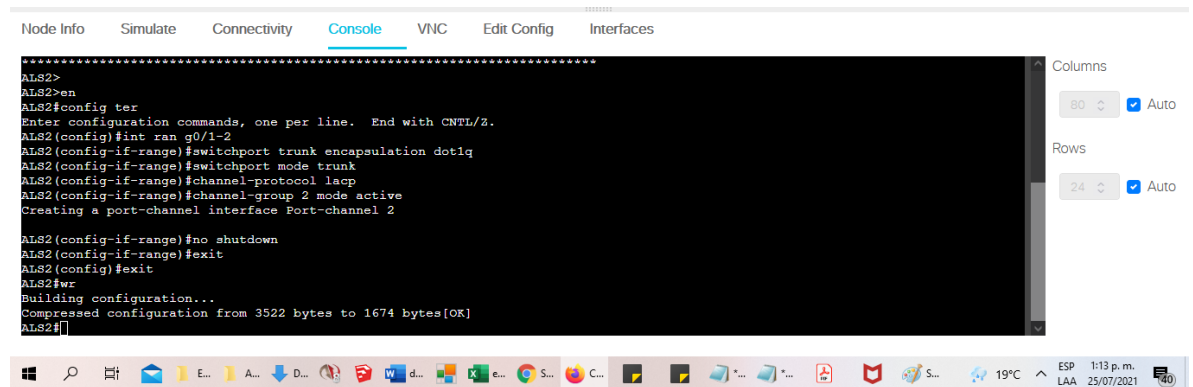 Node Info Simulate Connectivity Console VNC Edit Config Interfaces
**************************************************************************
ALS2>
ALS2>en
ALS2#config ter
Enter configuration commands, one per line.  End with CNTL/Z.
ALS2(config)#int ran g0/1-2
ALS2(config-if-range)#switchport trunk encapsulation dot1q
ALS2(config-if-range)#switchport mode trunk
ALS2(config-if-range)#channel-protocol lacp
ALS2(config-if-range)#channel-group 2 mode active
Creating a port-channel interface Port-channel 2
ALS2(config-if-range)#no shutdown
ALS2(config-if-range)#exit
ALS2(config)#exit
ALS2#wr
Building configuration...
Compressed configuration from 3522 bytes to 1674 bytes[OK]
ALS2#
Columns
80 Auto
Rows
24 Auto
E... A... D... d... e... S... C... *... *... S... 19°C ESP 1:13 p. m.
LAA 25/07/2021 40